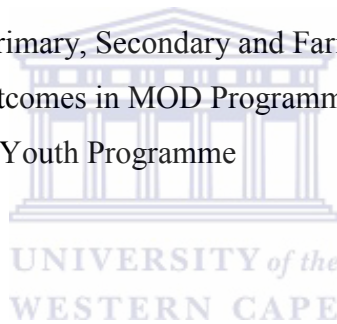 rimary, Secondary and Far
tcomes in MOD Programm
Youth Programme
UNIVERSITY of the
WESTERN CAPE